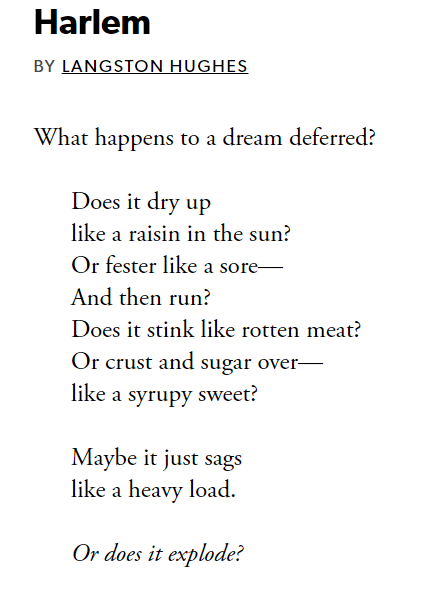 Harlem
BY LANGSTON HUGHES
What happens to a dream deferred?
Does it dry up
like a raisin in the sun?
Or fester like a sore—
And then run?
Does it stink like rotten meat?
Or crust and sugar over—
like a syrupy sweet?
Maybe it just sags
like a heavy load.
Or does it explode?